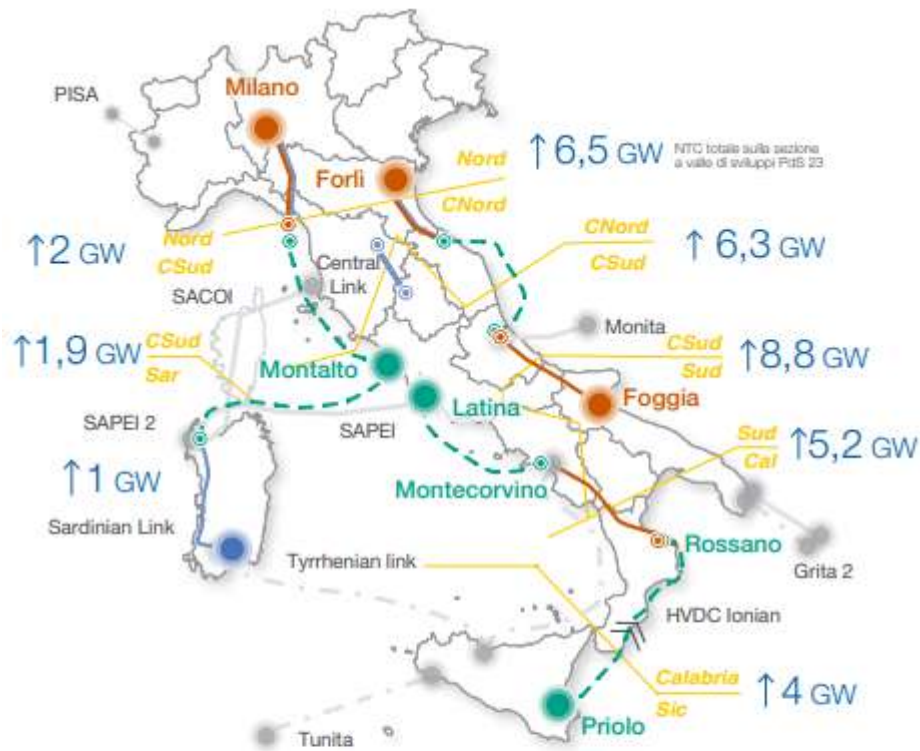 Milano
PISA
Nord
CNord
↑6,5 GW
NTC totale sulla sezione
a valle di sviluppi PdS 23
Forlì
Nord
CSud
↑2 GW
CNord
CSud
↑6,3 GW
Central
Link
SACOI
Monita
CSud
Sar
↑1,9 GW
Montalto
CSud
Sud
↑8,8 GW
Foggia
Latina
SAPEI 2
SAPEI
Sud
Cal
↑5,2 GW
↑1 GW
Montecorvino
Sardinian Link
Rossano
Tyrrhenian link
Grita 2
HVDC Ionian
Calabria
Sic
↑4 GW
Priolo
Tunita